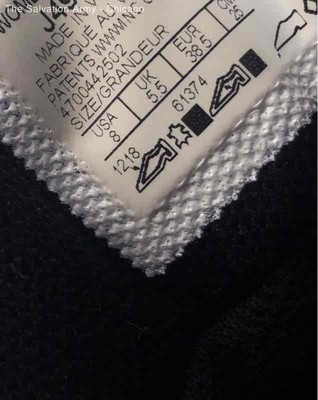 The Salvation Army - Chicago
MADE IN
FABRIQUE A
PATENTS:WWW.N
4700442502
SIZE/GRANDEUR
USA UK EUR
8 5.5 38.5 25
61374
1218